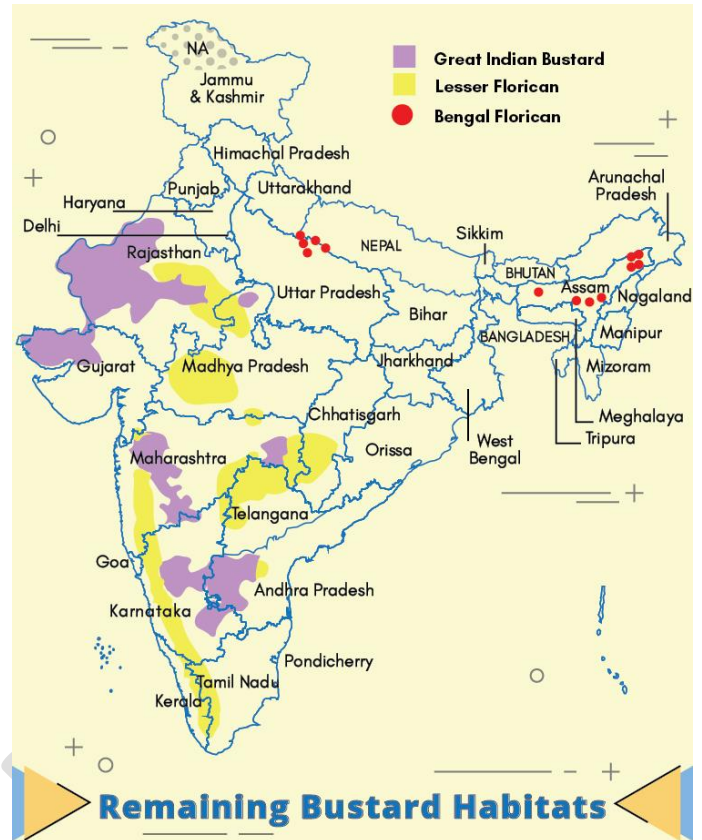 NA
Jammu
& Kashmir
Great Indian Bustard
Lesser Florican
Bengal Florican
Himachal Pradesh
Punjab
Uttarakhand
Haryana
Delhi
Arunachal
Pradesh
Rajasthan
NEPAL
Sikkim
BHUTAN
Assam
Nagaland
Uttar Pradesh
Bihar
BANGLADESH
Manipur
Gujarat
Madhya Pradesh
Jharkhand
Mizoram
Chhatisgarh
Meghalaya
Tripura
Maharashtra
Orissa
West
Bengal
Telangana
Goa
Andhra Pradesh
Karnataka
Pondicherry
Tamil Nadu
Kerala
Remaining Bustard Habitats